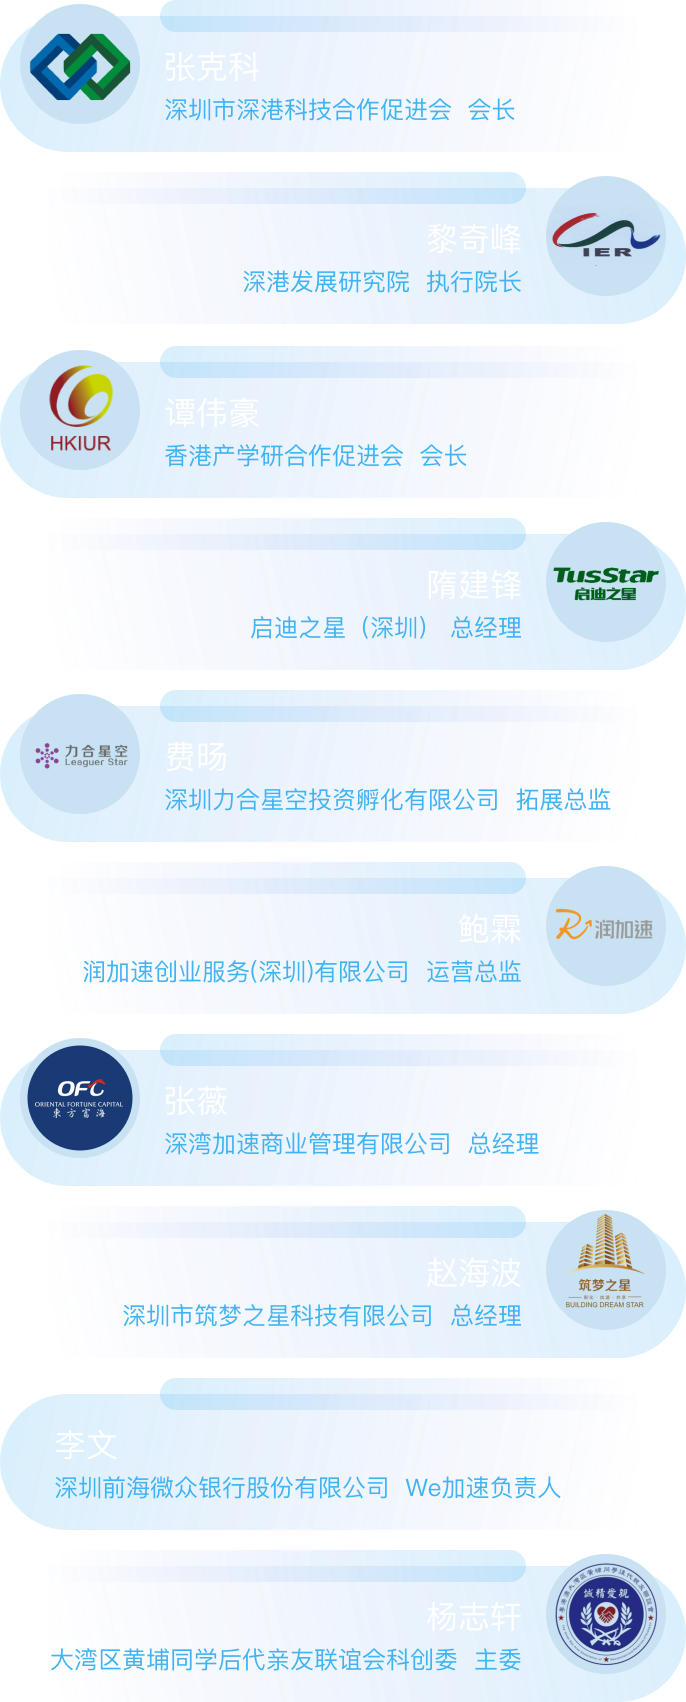 张克科
深圳市深港科技合作促进会 会长
黎奇峰
IER
深港发展研究院 执行院长
谭伟豪
HKIUR
香港产学研合作促进会 会长
隋建锋
TusStar
启迪之星
启迪之星（深圳） 总经理
费旸
力合星空
Leaguer Star
深圳力合星空投资孵化有限公司 拓展总监
鲍霖
润加速
润加速创业服务(深圳)有限公司 运营总监
OFC
ORIENTAL FORTUNE CAPITAL
東方富海
张薇
深湾加速商业管理有限公司 总经理
赵海波
筑梦之星
BUILDING DREAM STAR
深圳市筑梦之星科技有限公司 总经理
李文
深圳前海微众银行股份有限公司 We加速负责人
杨志轩
誠精愛親
大湾区黄埔同学后代亲友联谊会科创委 主委